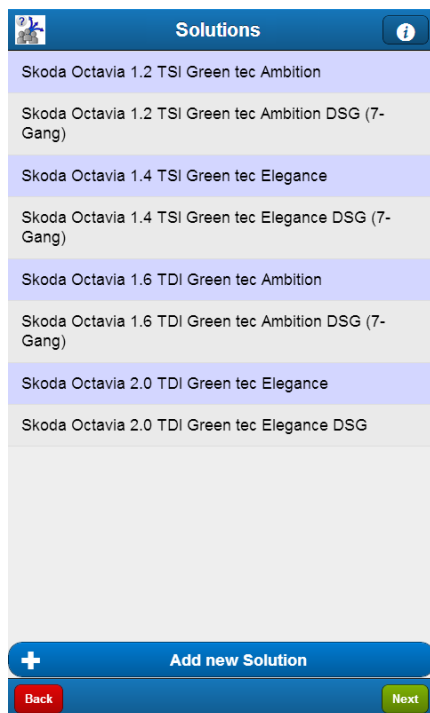 Solutions
i
Skoda Octavia 1.2 TSI Green tec Ambition
Skoda Octavia 1.2 TSI Green tec Ambition DSG (7-
Gang)
Skoda Octavia 1.4 TSI Green tec Elegance
Skoda Octavia 1.4 TSI Green tec Elegance DSG (7-
Gang)
Skoda Octavia 1.6 TDI Green tec Ambition
Skoda Octavia 1.6 TDI Green tec Ambition DSG (7-
Gang)
Skoda Octavia 2.0 TDI Green tec Elegance
Skoda Octavia 2.0 TDI Green tec Elegance DSG
Add new Solution
Back Next